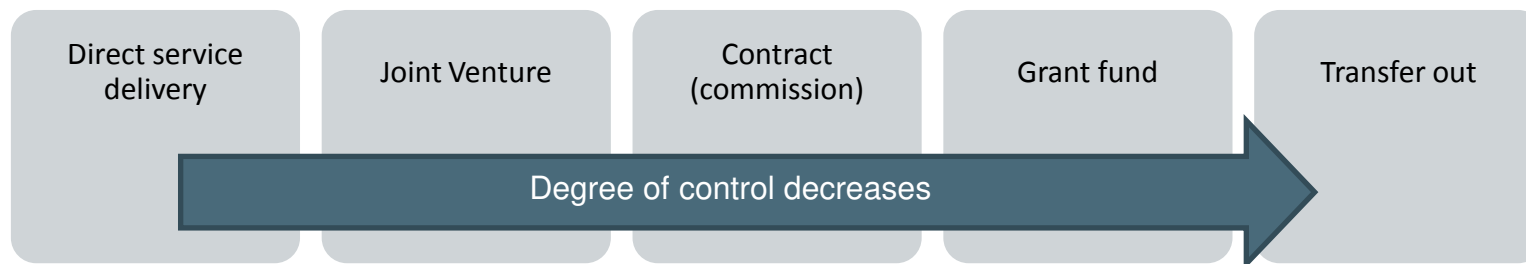 Direct service
delivery
Joint Venture
Contract
(commission)
Grant fund
Transfer out
Degree of control decreases